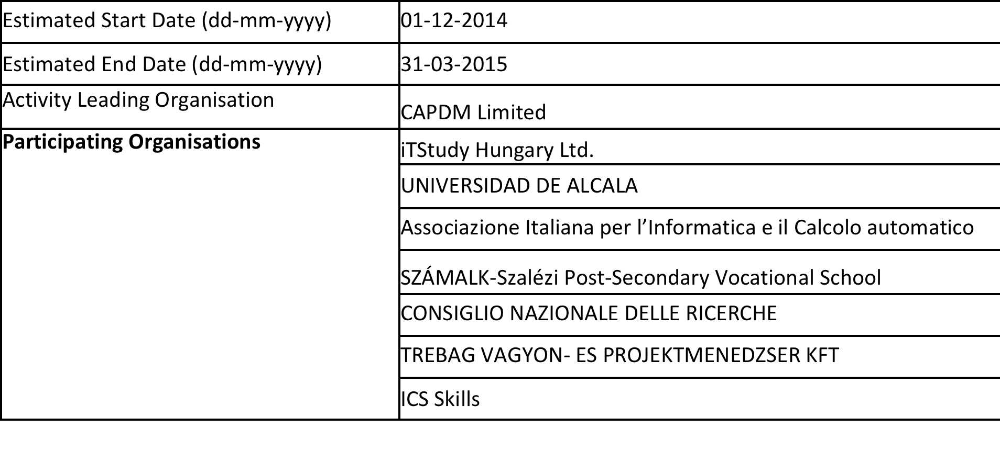 Estimated Start Date (dd-mm-yyyy) 01-12-2014
Estimated End Date (dd-mm-yyyy) 31-03-2015
Activity Leading Organisation CAPDM Limited
Participating Organisations iTStudy Hungary Ltd.
UNIVERSIDAD DE ALCALA
Associazione Italiana per l’Informatica e il Calcolo automatico
SZÁMALK-Szalézi Post-Secondary Vocational School
CONSIGLIO NAZIONALE DELLE RICERCHE
TREBAG VAGYON- ES PROJEKTMENEDZSER KFT
ICS Skills